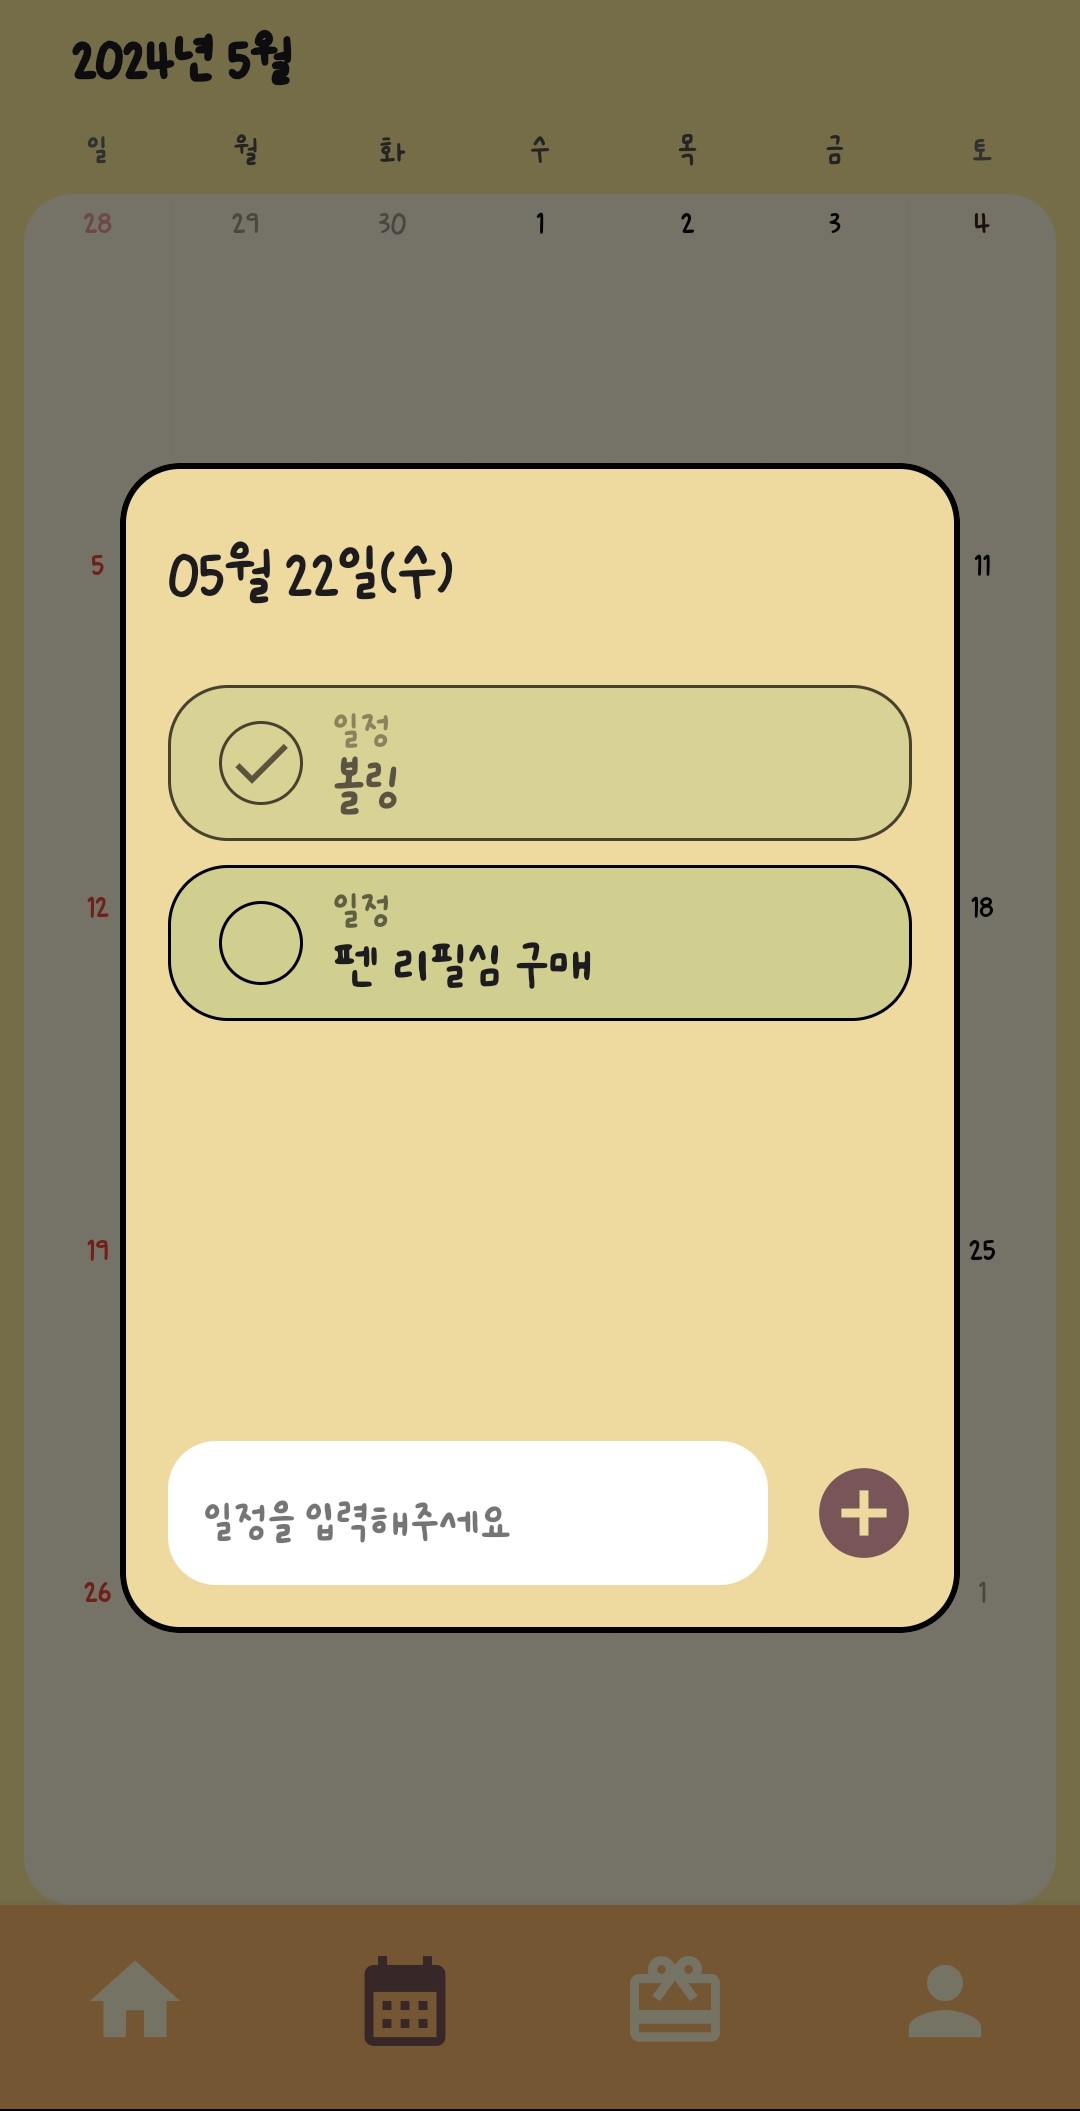 2024년 5월
일 월 화 수 목 금 토
28 29 30 1 2 3 4
05월 22일(수)
5 11
일정
볼링
일정
12 18
펜 리필심 구매
19 25
일정을 입력해주세요
26 1